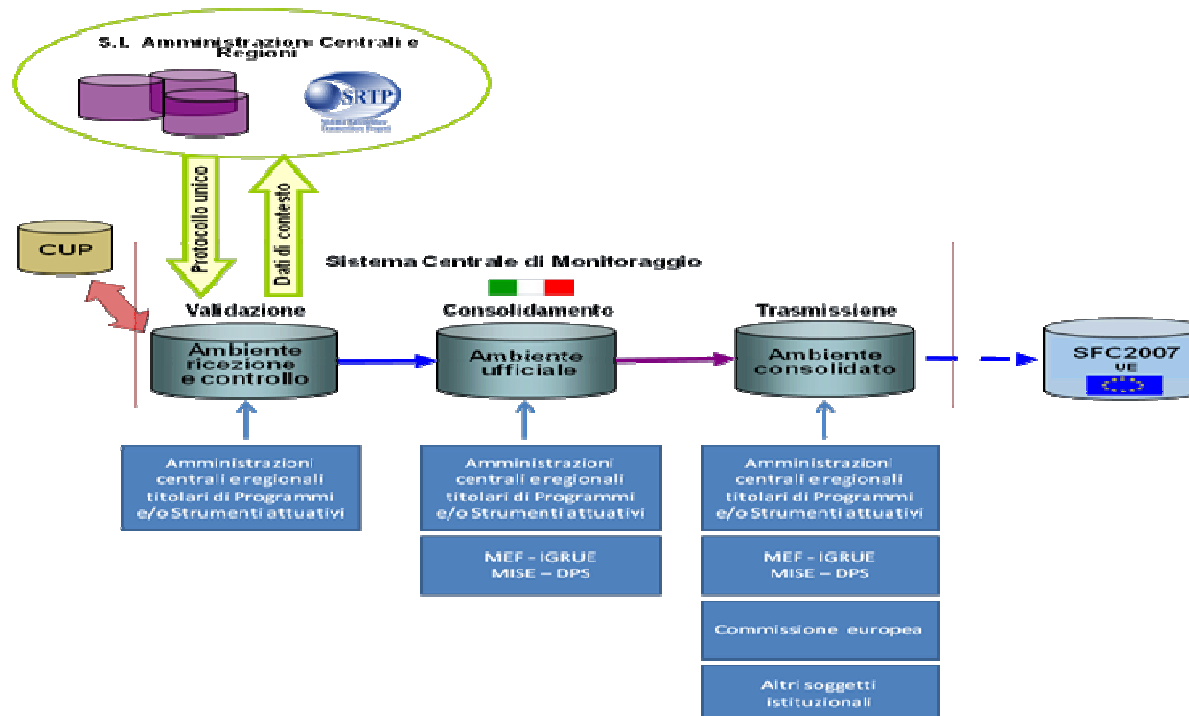 S.I. Amministrazioni Centrali e
Regioni
SRTP
Protocollo unico
Dati di contesto
CUP
Sistema Centrale di Monitoraggio
Validazione
Consolidamento
Trasmissione
Ambiente
ricezione
e controllo
Ambiente
ufficiale
Ambiente
consolidato
SFC2007
UE
Amministrazioni
centrali e regionali
titolari di Programmi
e/o Strumenti attuativi
Amministrazioni
centrali e regionali
titolari di Programmi
e/o Strumenti attuativi
Amministrazioni
centrali e regionali
titolari di Programmi
e/o Strumenti attuativi
MEF - IGRUE
MISE – DPS
MEF - IGRUE
MISE – DPS
Commissione europea
Altri soggetti
istituzionali